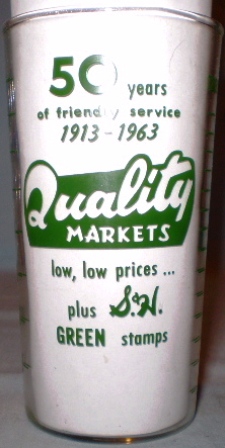 50 years
of friendly service
1913-1963
Quality
MARKETS
low, low prices ...
plus S&H
GREEN stamps